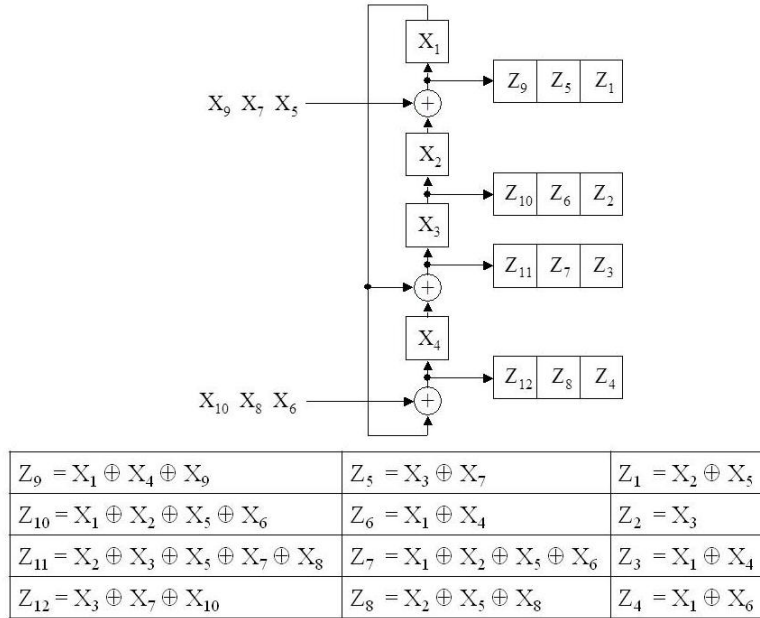 X₁
Z₉ Z₅ Z₁
X₉ X₇ X₅
+
X₂
Z₁₀ Z₆ Z₂
X₃
Z₁₁ Z₇ Z₃
+
X₄
Z₁₂ Z₈ Z₄
X₁₀ X₈ X₆
+
Z₉ = X₁ ⊕ X₄ ⊕ X₉ Z₅ = X₃ ⊕ X₇ Z₁ = X₂ ⊕ X₅
Z₁₀ = X₁ ⊕ X₂ ⊕ X₅ ⊕ X₆ Z₆ = X₁ ⊕ X₄ Z₂ = X₃
Z₁₁ = X₂ ⊕ X₃ ⊕ X₅ ⊕ X₇ ⊕ X₈ Z₇ = X₁ ⊕ X₂ ⊕ X₅ ⊕ X₆ Z₃ = X₁ ⊕ X₄
Z₁₂ = X₃ ⊕ X₇ ⊕ X₁₀ Z₈ = X₂ ⊕ X₅ ⊕ X₈ Z₄ = X₁ ⊕ X₆